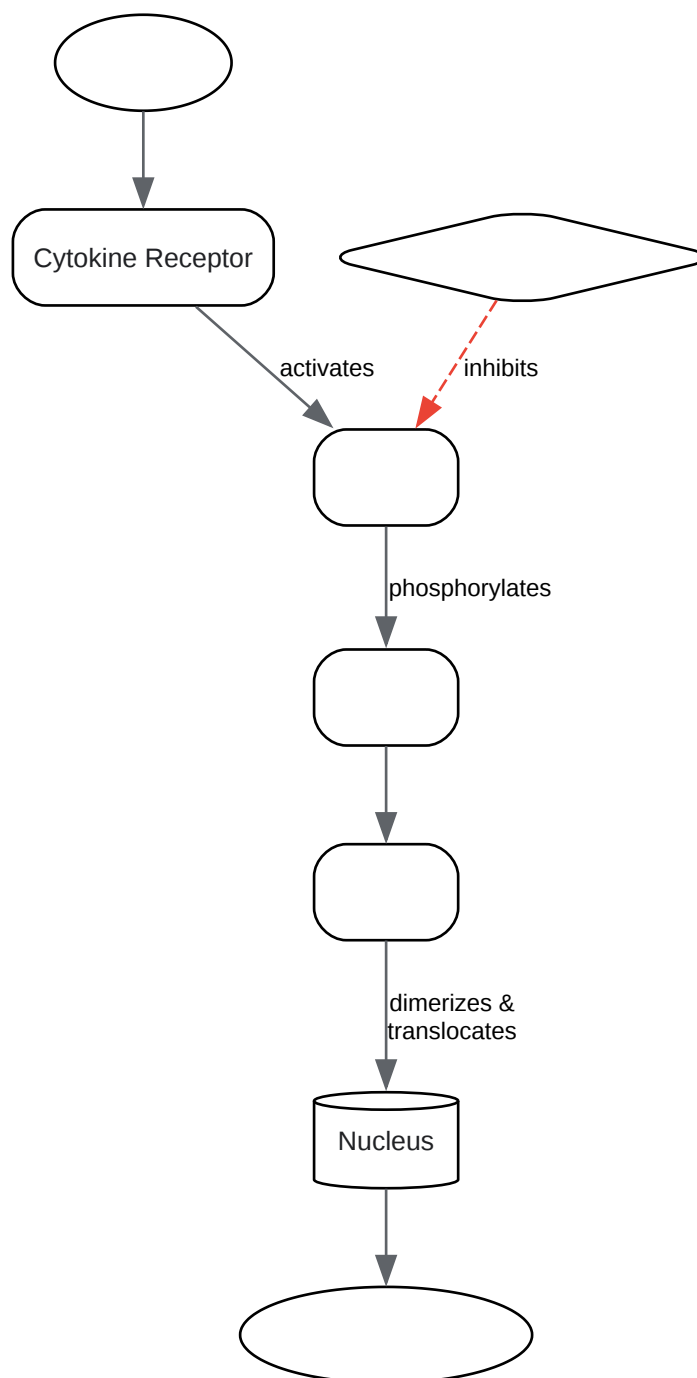 Cytokine Receptor
activates
inhibits
phosphorylates
dimerizes &
translocates
Nucleus